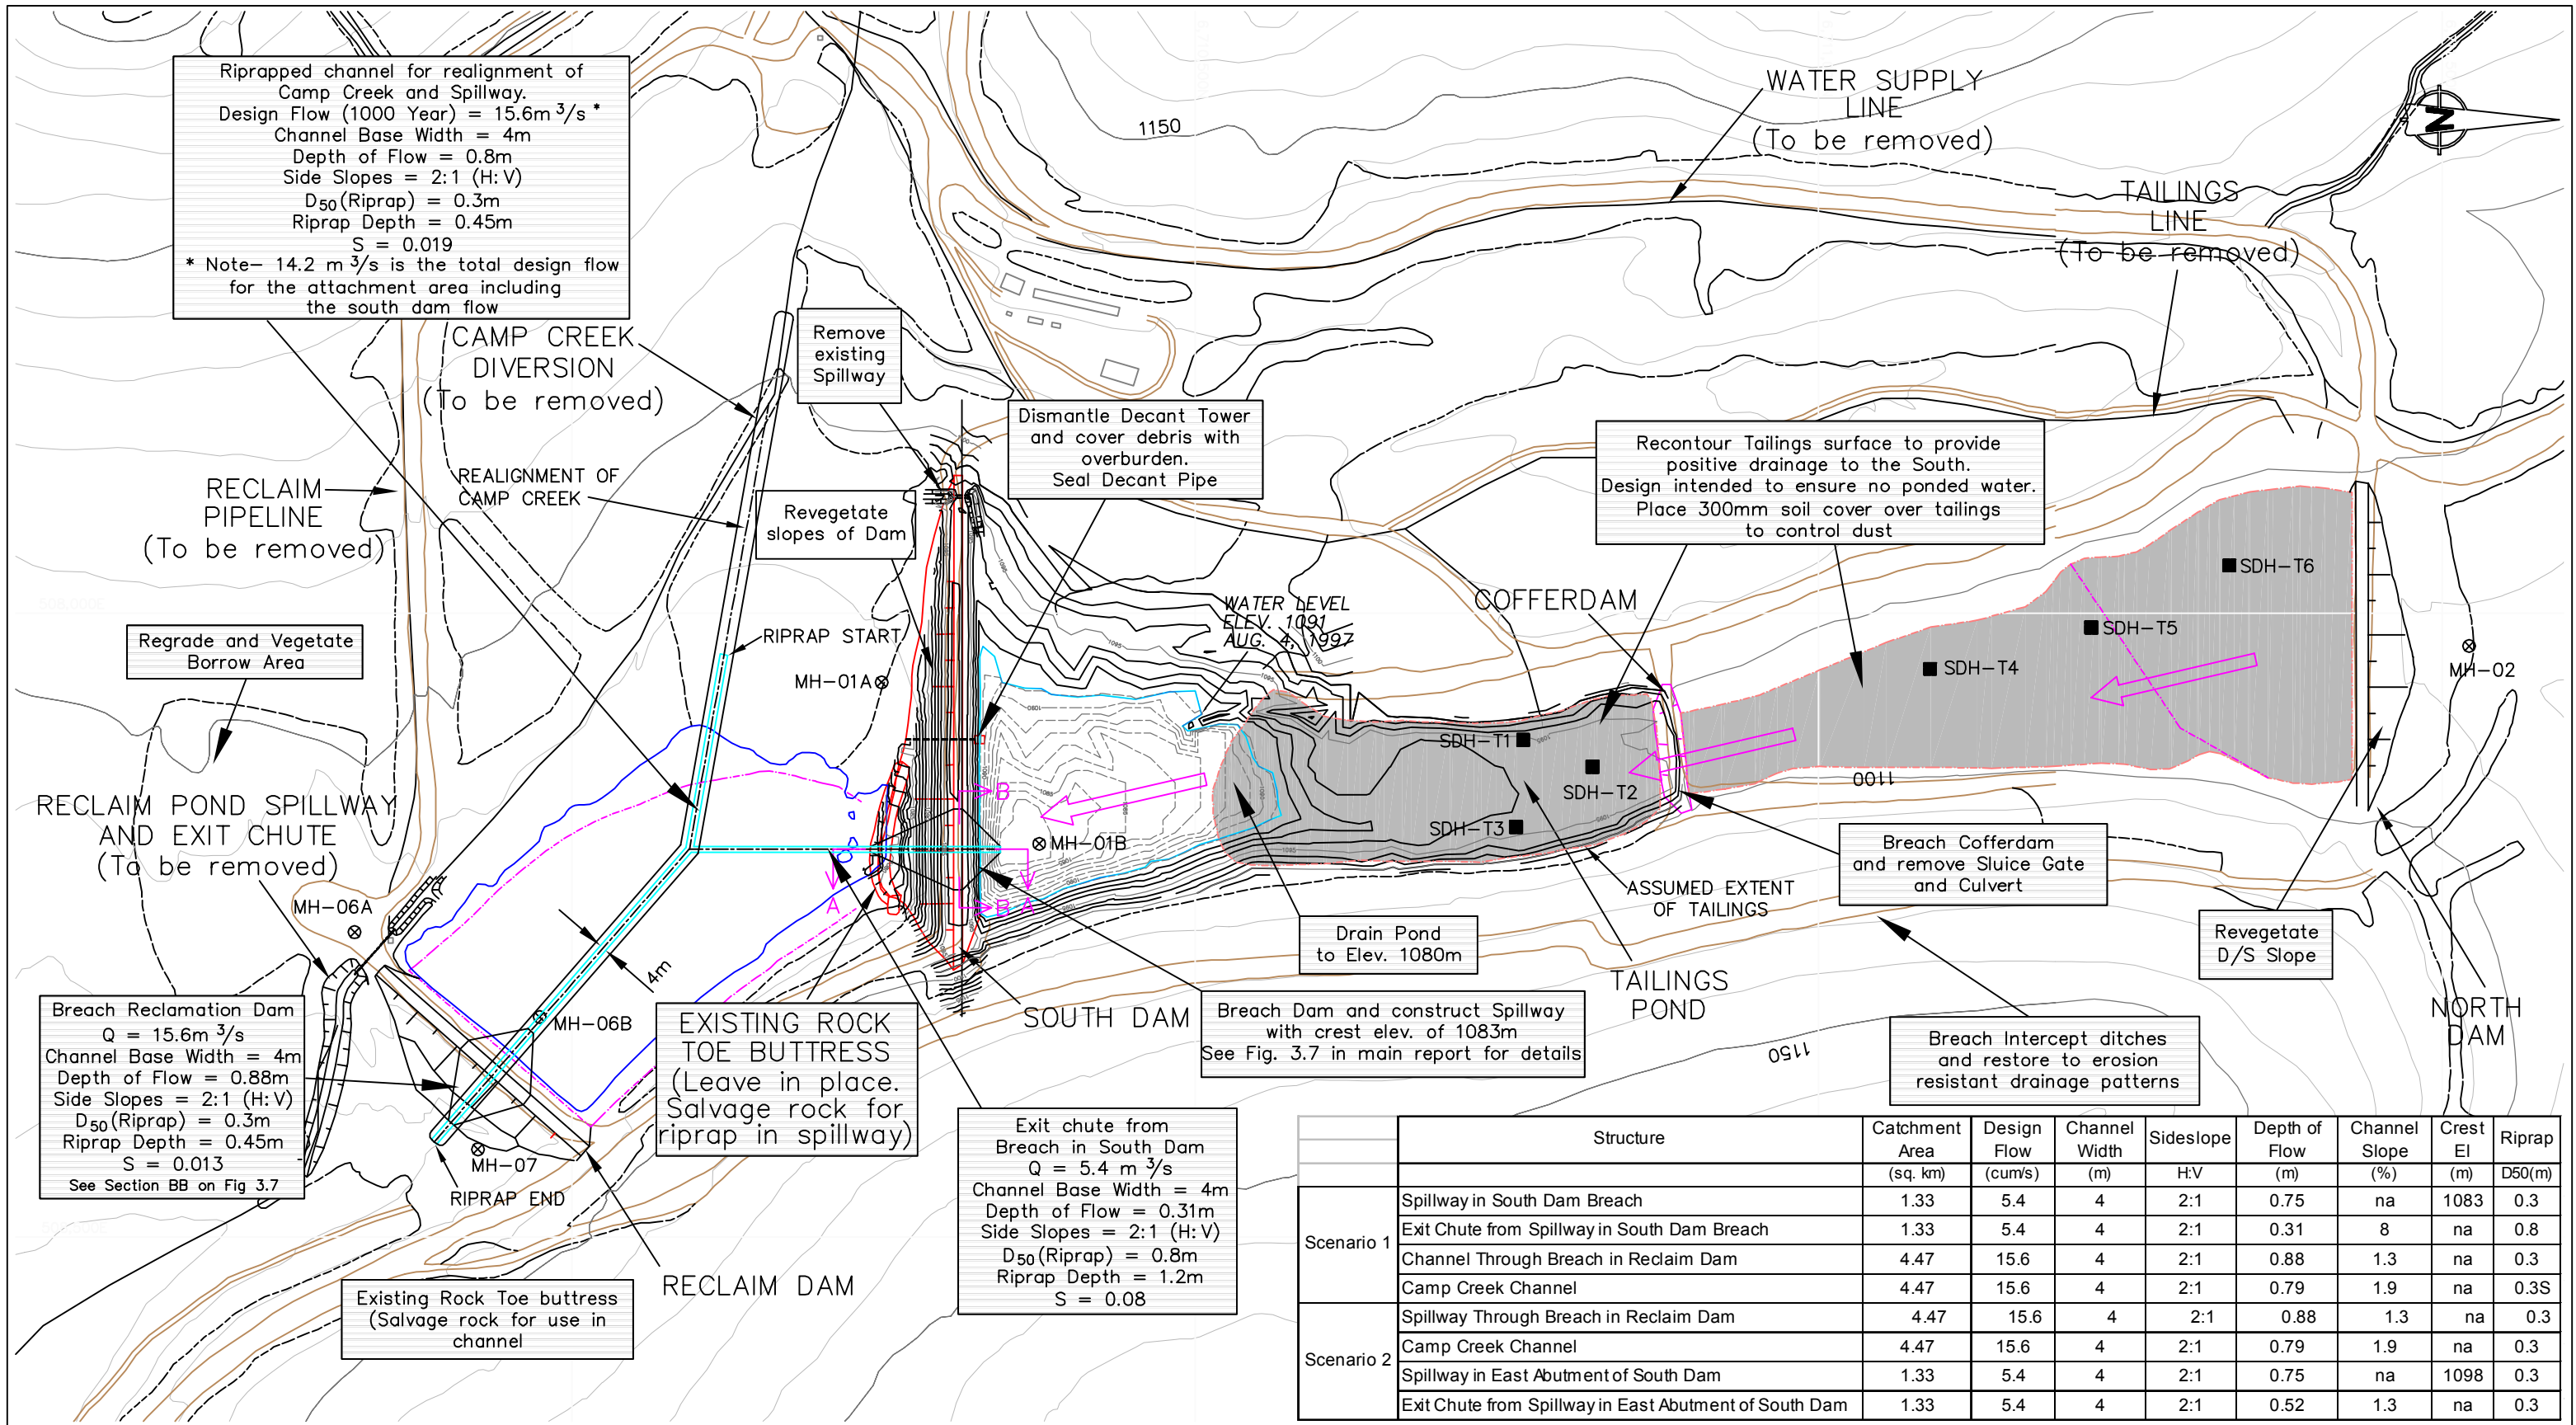 Riprapped channel for realignment of
Camp Creek and Spillway.
Design Flow (1000 Year) = 15.6m³/s *
Channel Base Width = 4m
Depth of Flow = 0.8m
Side Slopes = 2:1 (H:V)
D50(Riprap) = 0.3m
Riprap Depth = 0.45m
S = 0.019
* Note– 14.2 m³/s is the total design flow
for the attachment area including
the south dam flow
1150
WATER SUPPLY
LINE
(To be removed)
N
TAILINGS
LINE
(To be removed)
CAMP CREEK
DIVERSION
(To be removed)
Remove
existing
Spillway
Dismantle Decant Tower
and cover debris with
overburden.
Seal Decant Pipe
Recontour Tailings surface to provide
positive drainage to the South.
Design intended to ensure no ponded water.
Place 300mm soil cover over tailings
to control dust
RECLAIM
PIPELINE
(To be removed)
REALIGNMENT OF
CAMP CREEK
Revegetate
slopes of Dam
SDH-T6
WATER LEVEL
ELEV. 1091
AUG. 4, 1997
COFFERDAM
Regrade and Vegetate
Borrow Area
RIPRAP START
MH-01A
SDH-T5
SDH-T4
MH-02
SDH-T1
SDH-T2
SDH-T3
1100
RECLAIM POND SPILLWAY
AND EXIT CHUTE
(To be removed)
B
MH-01B
Breach Cofferdam
and remove Sluice Gate
and Culvert
MH-06A
A
B
A
ASSUMED EXTENT
OF TAILINGS
Drain Pond
to Elev. 1080m
Revegetate
D/S Slope
4m
TAILINGS
POND
NORTH
DAM
Breach Reclamation Dam
Q = 15.6m³/s
Channel Base Width = 4m
Depth of Flow = 0.88m
Side Slopes = 2:1 (H:V)
D50(Riprap) = 0.3m
Riprap Depth = 0.45m
S = 0.013
See Section BB on Fig 3.7
MH-06B
EXISTING ROCK
TOE BUTTRESS
(Leave in place.
Salvage rock for
riprap in spillway)
SOUTH DAM
Breach Dam and construct Spillway
with crest elev. of 1083m
See Fig. 3.7 in main report for details
1150
Breach Intercept ditches
and restore to erosion
resistant drainage patterns
MH-07
RIPRAP END
Exit chute from
Breach in South Dam
Q = 5.4 m³/s
Channel Base Width = 4m
Depth of Flow = 0.31m
Side Slopes = 2:1 (H:V)
D50(Riprap) = 0.8m
Riprap Depth = 1.2m
S = 0.08
RECLAIM DAM
Existing Rock Toe buttress
(Salvage rock for use in
channel
Structure Catchment Area Design Flow Channel Width Sideslope Depth of Flow Channel Slope Crest El Riprap
(sq. km) (cum/s) (m) H:V (m) (%) (m) D50(m)
Scenario 1
Spillway in South Dam Breach 1.33 5.4 4 2:1 0.75 na 1083 0.3
Exit Chute from Spillway in South Dam Breach 1.33 5.4 4 2:1 0.31 8 na 0.8
Channel Through Breach in Reclaim Dam 4.47 15.6 4 2:1 0.88 1.3 na 0.3
Camp Creek Channel 4.47 15.6 4 2:1 0.79 1.9 na 0.3S
Scenario 2
Spillway Through Breach in Reclaim Dam 4.47 15.6 4 2:1 0.88 1.3 na 0.3
Camp Creek Channel 4.47 15.6 4 2:1 0.79 1.9 na 0.3
Spillway in East Abutment of South Dam 1.33 5.4 4 2:1 0.75 na 1098 0.3
Exit Chute from Spillway in East Abutment of South Dam 1.33 5.4 4 2:1 0.52 1.3 na 0.3